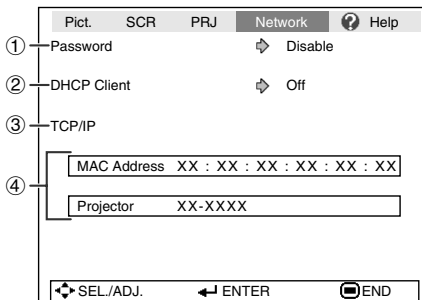 Pict. SCR PRJ Network ? Help
① Password Disable
② DHCP Client Off
③ TCP/IP
④
MAC Address XX : XX : XX : XX : XX : XX
Projector XX-XXXX
SEL./ADJ. ENTER END